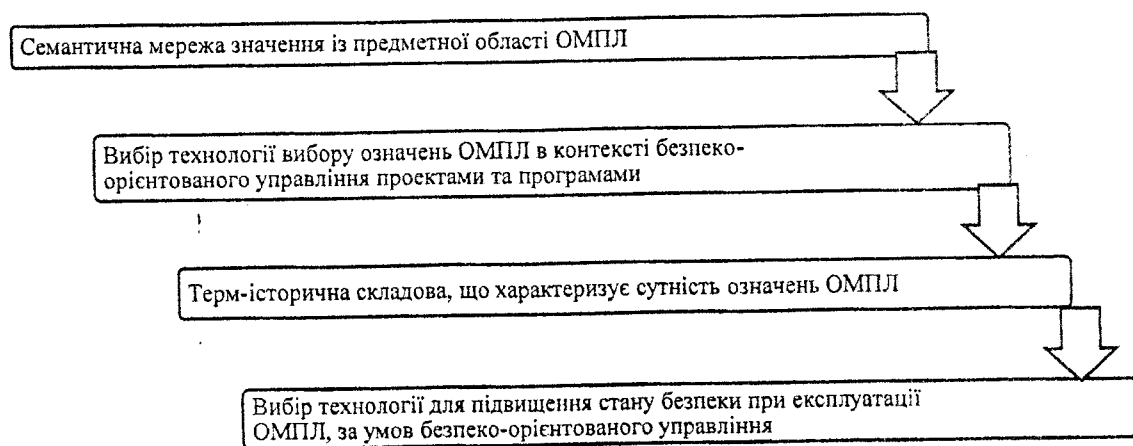 Семантична мережа значення із предметної області ОМПЛ
Вибір технології вибору означень ОМПЛ в контексті безпеко-
орієнтованого управління проектами та програмами
Терм-історична складова, що характеризує сутність означень ОМПЛ
Вибір технології для підвищення стану безпеки при експлуатації
ОМПЛ, за умов безпеко-орієнтованого управління